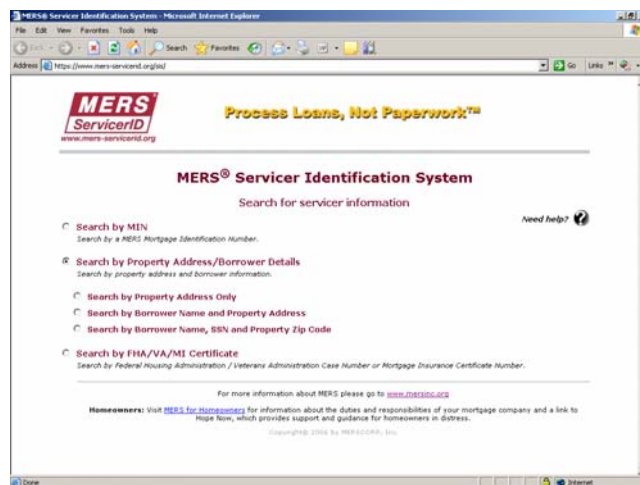 MERS® Servicer Identification System - Microsoft Internet Explorer
File Edit View Favorites Tools Help
Back Search Favorites
Address https://www.mers-servicerid.org/sis/ Go Links »
MERS
ServicerID
www.mers-servicerid.org
Process Loans, Not Paperwork™
MERS® Servicer Identification System
Search for servicer information
Need help?
Search by MIN
Search by a MERS Mortgage Identification Number.
Search by Property Address/Borrower Details
Search by property address and borrower information.
Search by Property Address Only
Search by Borrower Name and Property Address
Search by Borrower Name, SSN and Property Zip Code
Search by FHA/VA/MI Certificate
Search by Federal Housing Administration / Veterans Administration Case Number or Mortgage Insurance Certificate Number.
For more information about MERS please go to www.mersinc.org
Homeowners: Visit MERS for Homeowners for information about the duties and responsibilities of your mortgage company and a link to
Hope Now, which provides support and guidance for homeowners in distress.
Copyright© 2006 by MERSCORP, Inc.
Done Internet